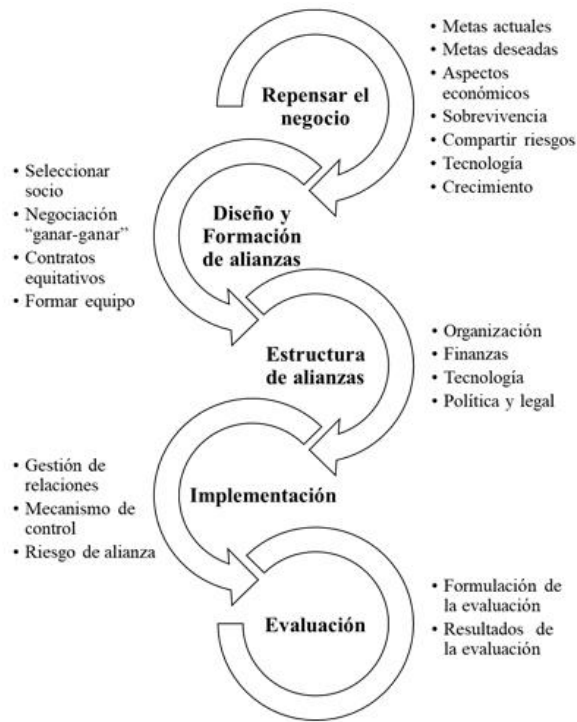 Repensar el
negocio
• Metas actuales
• Metas deseadas
• Aspectos
económicos
• Sobrevivencia
• Compartir riesgos
• Tecnología
• Crecimiento
• Seleccionar
socio
• Negociación
“ganar-ganar”
• Contratos
equitativos
• Formar equipo
Diseño y
Formación
de alianzas
Estructura
de alianzas
• Organización
• Finanzas
• Tecnología
• Política y legal
• Gestión de
relaciones
• Mecanismo de
control
• Riesgo de alianza
Implementación
Evaluación
• Formulación de
la evaluación
• Resultados de
la evaluación